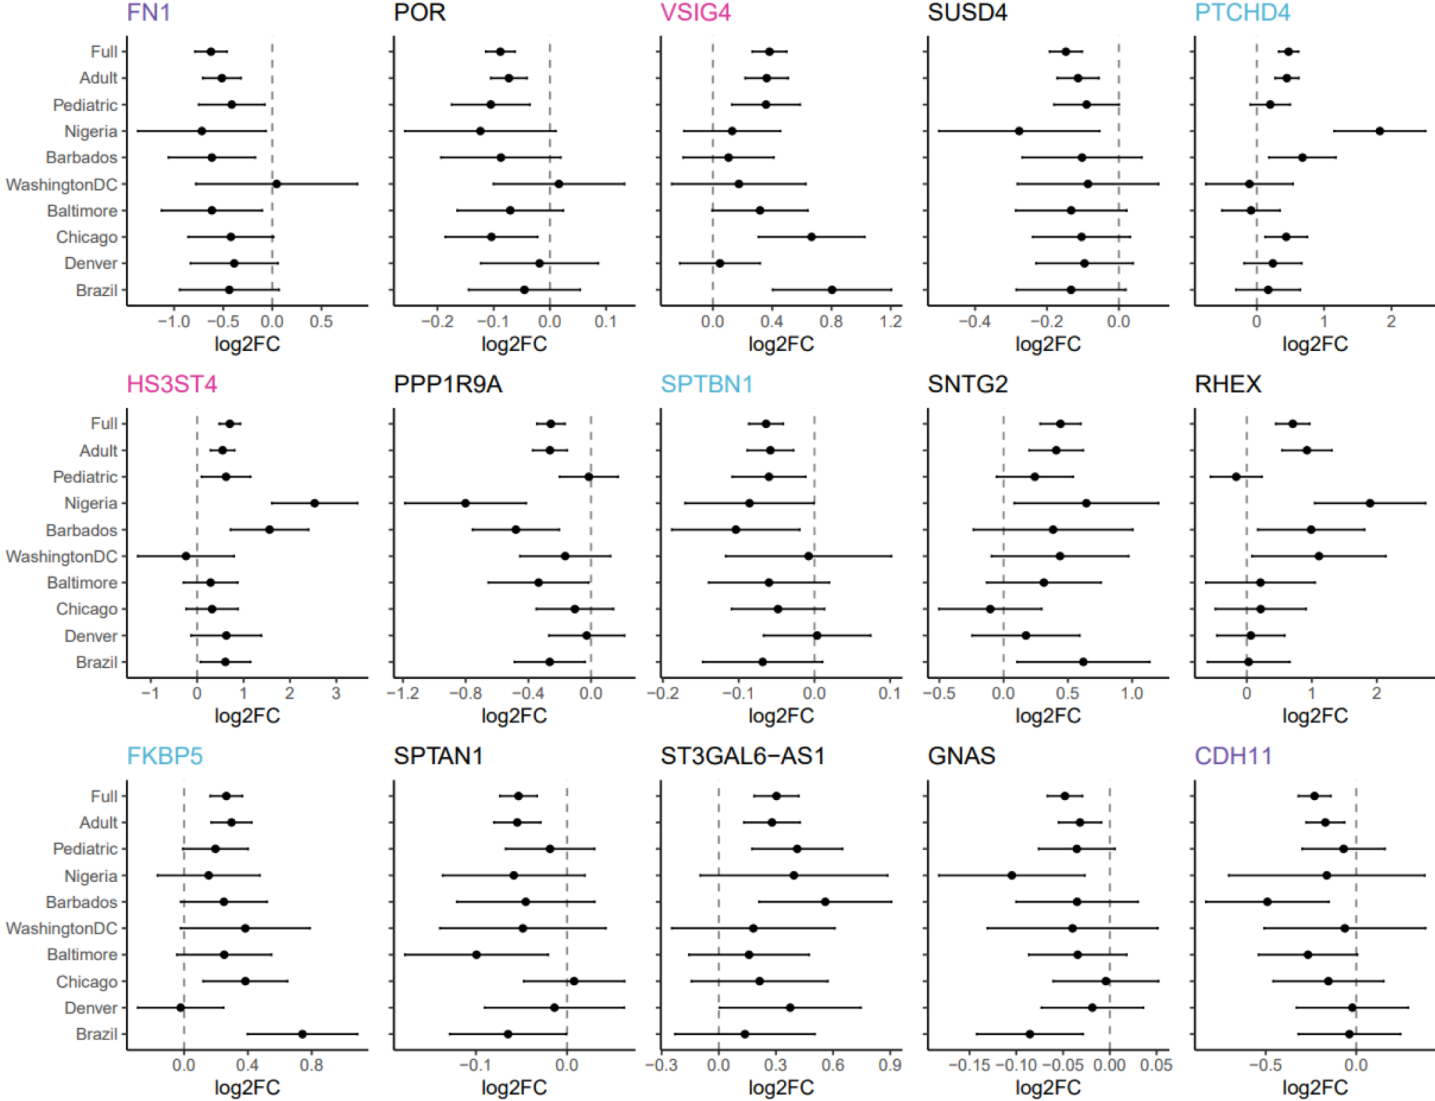 FN1 POR VSIG4 SUSD4 PTCHD4
Full
Adult
Pediatric
Nigeria
Barbados
WashingtonDC
Baltimore
Chicago
Denver
Brazil
−1.0 −0.5 0.0 0.5 −0.2 −0.1 0.0 0.1 0.0 0.4 0.8 1.2 −0.4 −0.2 0.0 0 1 2
log2FC log2FC log2FC log2FC log2FC
HS3ST4 PPP1R9A SPTBN1 SNTG2 RHEX
Full
Adult
Pediatric
Nigeria
Barbados
WashingtonDC
Baltimore
Chicago
Denver
Brazil
−1 0 1 2 3 −1.2 −0.8 −0.4 0.0 −0.2 −0.1 0.0 0.1 −0.5 0.0 0.5 1.0 0 1 2
log2FC log2FC log2FC log2FC log2FC
FKBP5 SPTAN1 ST3GAL6−AS1 GNAS CDH11
Full
Adult
Pediatric
Nigeria
Barbados
WashingtonDC
Baltimore
Chicago
Denver
Brazil
0.0 0.4 0.8 −0.1 0.0 −0.3 0.0 0.3 0.6 0.9 −0.15 −0.10 −0.05 0.00 0.05 −0.5 0.0
log2FC log2FC log2FC log2FC log2FC